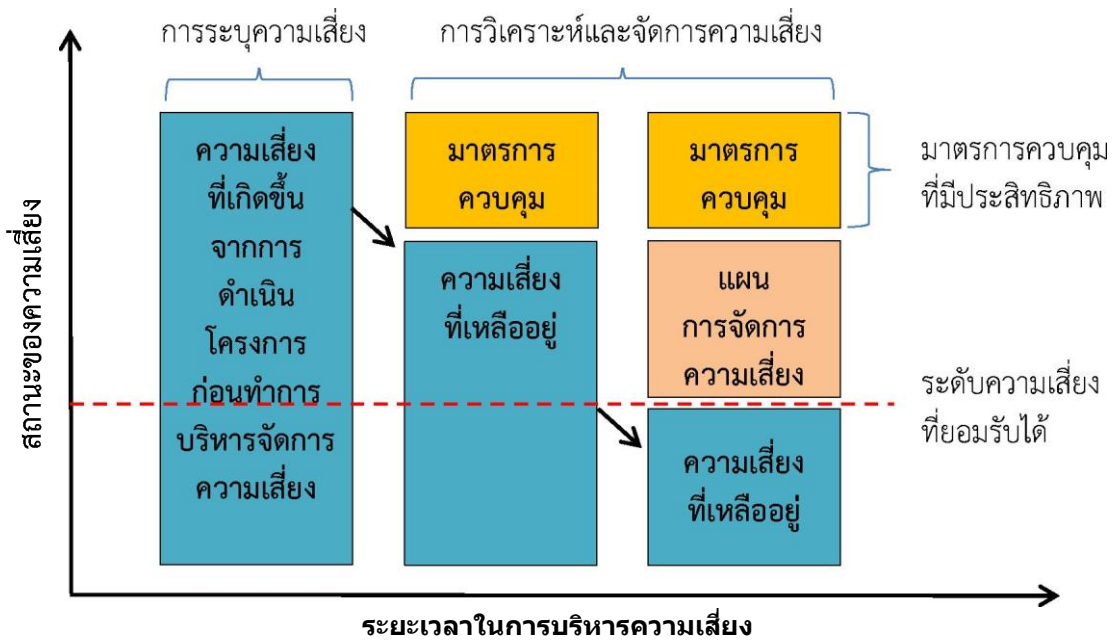 การระบุความเสี่ยง
การวิเคราะห์และจัดการความเสี่ยง
ความเสี่ยง
ที่เกิดขึ้น
จากการ
ดำเนิน
โครงการ
ก่อนทำการ
บริหารจัดการ
ความเสี่ยง
มาตรการ
ควบคุม
ความเสี่ยง
ที่เหลืออยู่
มาตรการ
ควบคุม
แผน
การจัดการ
ความเสี่ยง
ความเสี่ยง
ที่เหลืออยู่
มาตรการควบคุม
ที่มีประสิทธิภาพ
ระดับความเสี่ยง
ที่ยอมรับได้
สถานะของความเสี่ยง
ระยะเวลาในการบริหารความเสี่ยง